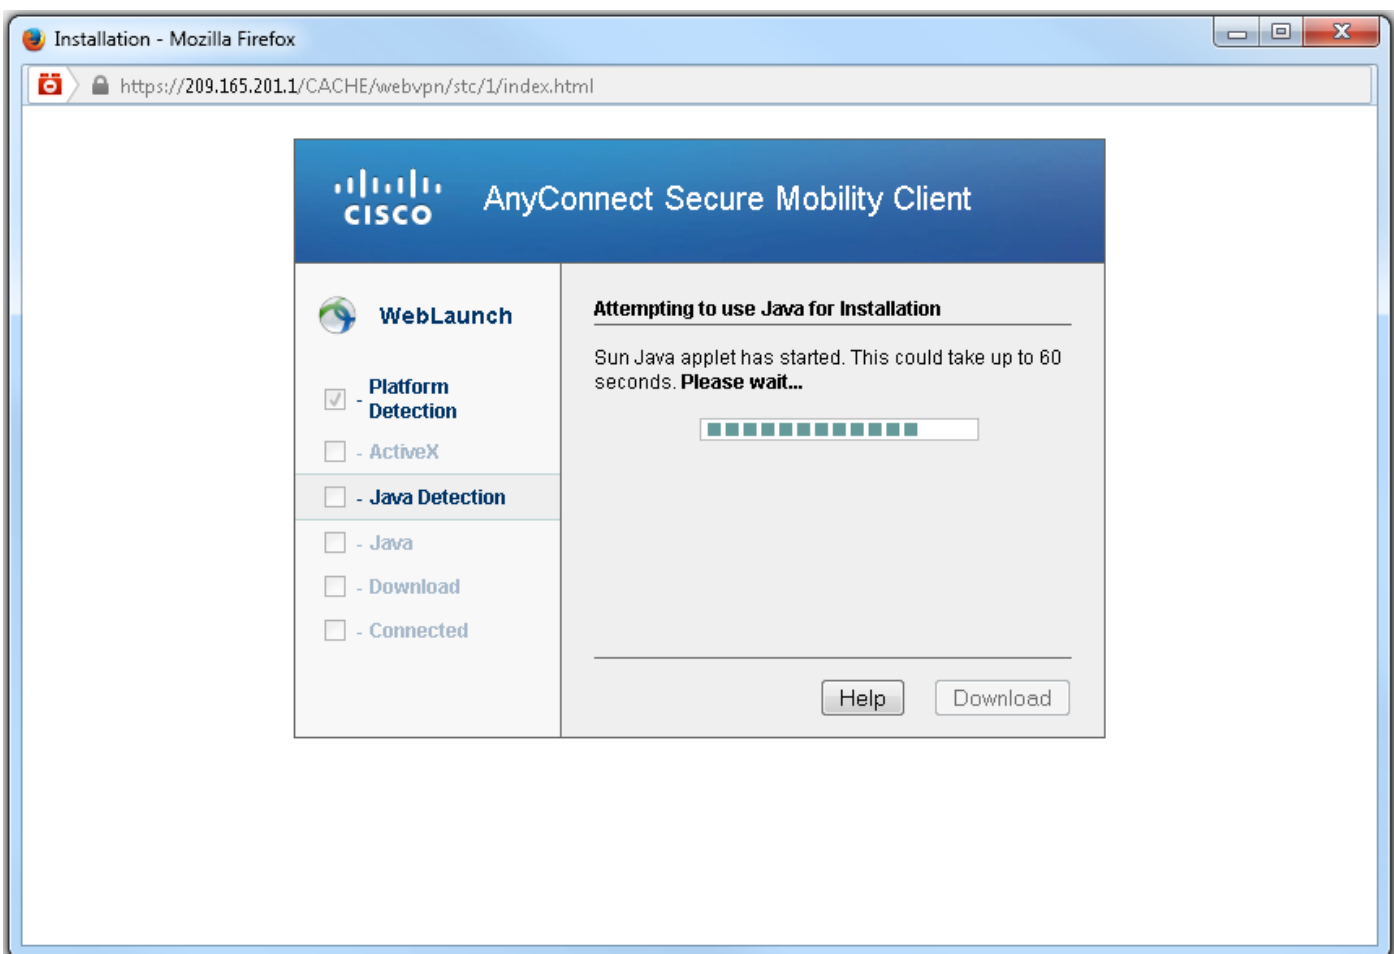 Installation - Mozilla Firefox
https://209.165.201.1/CACHE/webvpn/stc/1/index.html
CISCO
AnyConnect Secure Mobility Client
WebLaunch
- Platform
Detection
- ActiveX
- Java Detection
- Java
- Download
- Connected
Attempting to use Java for Installation
Sun Java applet has started. This could take up to 60
seconds. Please wait...
Help
Download